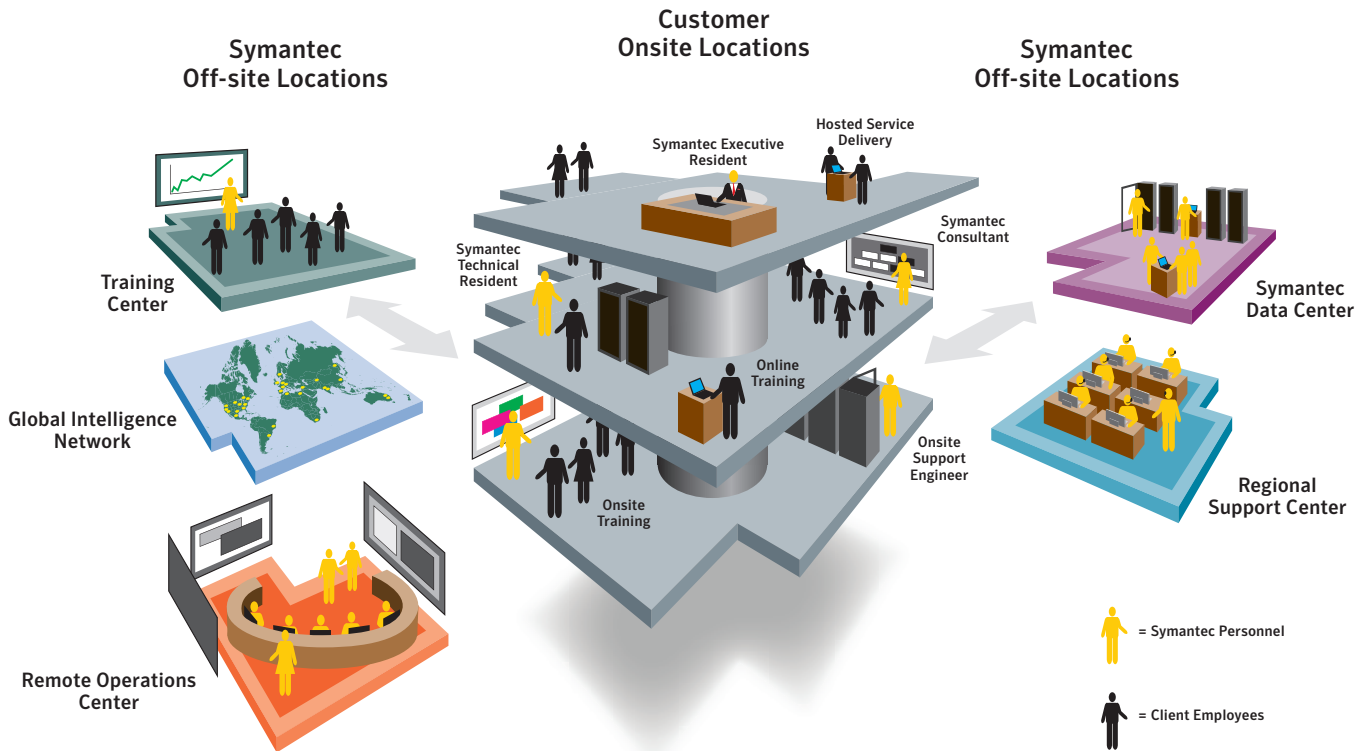 Symantec
Off-site Locations
Customer
Onsite Locations
Symantec
Off-site Locations
Training
Center
Global Intelligence
Network
Remote Operations
Center
Symantec Executive
Resident
Hosted Service
Delivery
Symantec
Technical
Resident
Symantec
Consultant
Online
Training
Onsite
Training
Onsite
Support
Engineer
Symantec
Data Center
Regional
Support Center
= Symantec Personnel
= Client Employees